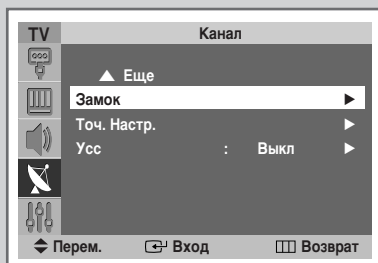 TV Канал
▲ Еще
Замок ▶
Точ. Настр. ▶
Усс : Выкл ▶
Перем. Вход Возврат